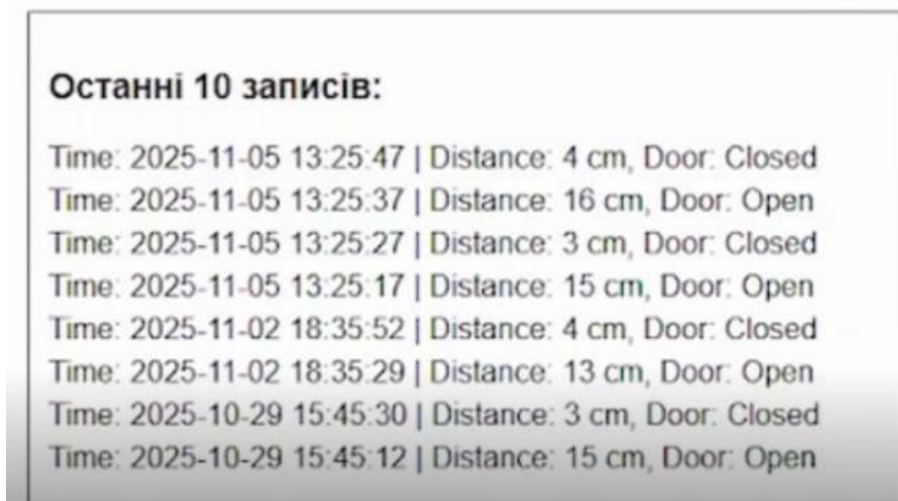 Останні 10 записів:
Time: 2025-11-05 13:25:47 | Distance: 4 cm, Door: Closed
Time: 2025-11-05 13:25:37 | Distance: 16 cm, Door: Open
Time: 2025-11-05 13:25:27 | Distance: 3 cm, Door: Closed
Time: 2025-11-05 13:25:17 | Distance: 15 cm, Door: Open
Time: 2025-11-02 18:35:52 | Distance: 4 cm, Door: Closed
Time: 2025-11-02 18:35:29 | Distance: 13 cm, Door: Open
Time: 2025-10-29 15:45:30 | Distance: 3 cm, Door: Closed
Time: 2025-10-29 15:45:12 | Distance: 15 cm, Door: Open